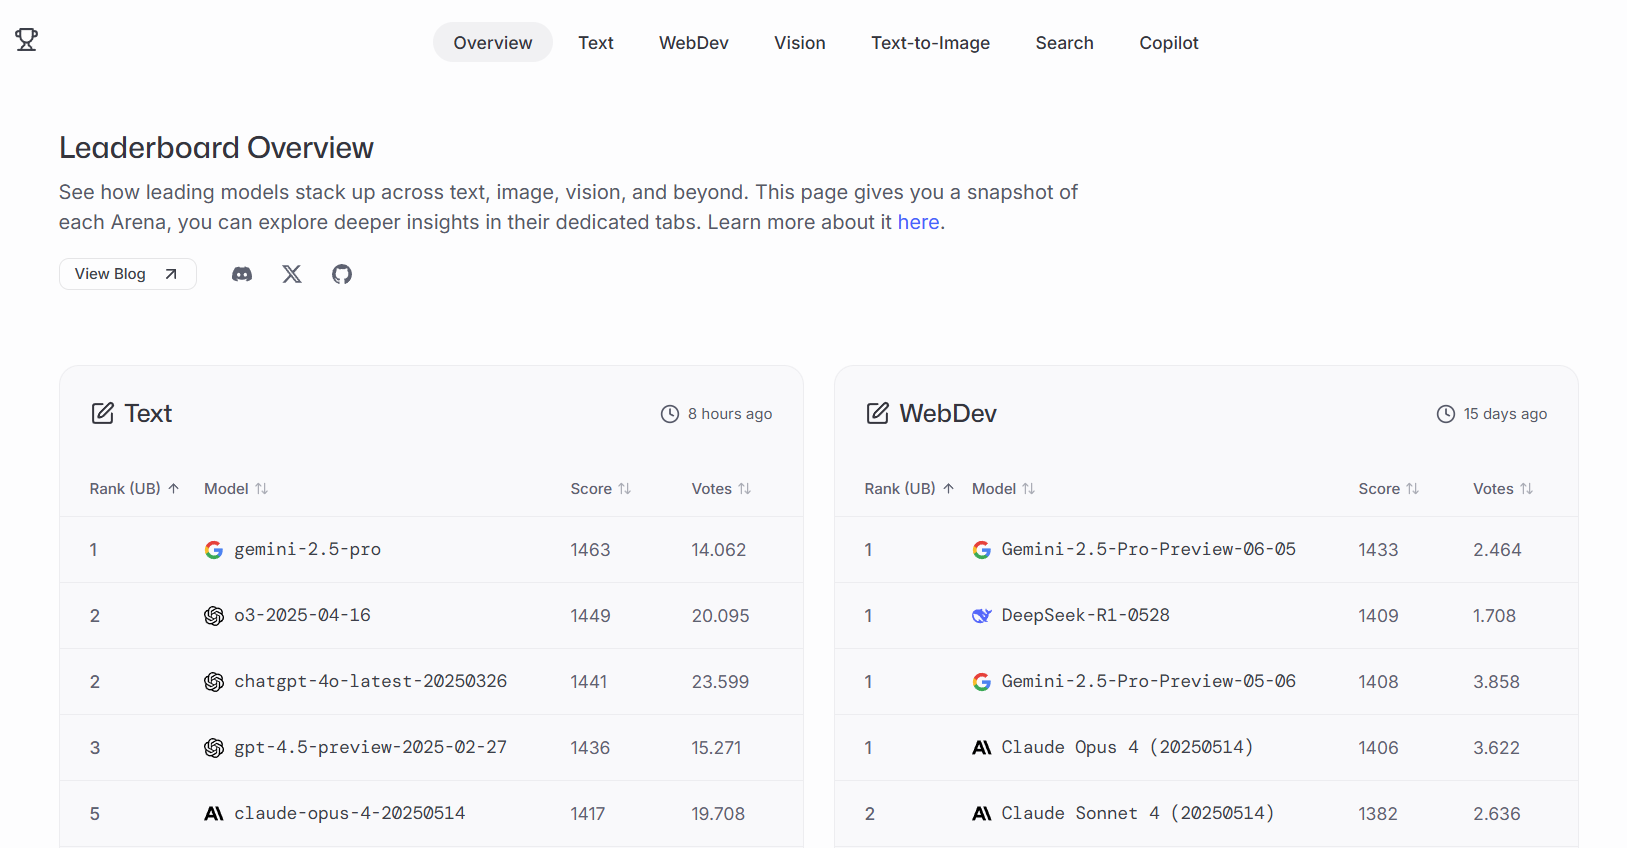 Overview Text WebDev Vision Text-to-Image Search Copilot
Leaderboard Overview
See how leading models stack up across text, image, vision, and beyond. This page gives you a snapshot of
each Arena, you can explore deeper insights in their dedicated tabs. Learn more about it here.
View Blog
Text 8 hours ago
Rank (UB) Model Score Votes
1 gemini-2.5-pro 1463 14.062
2 o3-2025-04-16 1449 20.095
2 chatgpt-4o-latest-20250326 1441 23.599
3 gpt-4.5-preview-2025-02-27 1436 15.271
5 claude-opus-4-20250514 1417 19.708
WebDev 15 days ago
Rank (UB) Model Score Votes
1 Gemini-2.5-Pro-Preview-06-05 1433 2.464
1 DeepSeek-R1-0528 1409 1.708
1 Gemini-2.5-Pro-Preview-05-06 1408 3.858
1 Claude Opus 4 (20250514) 1406 3.622
2 Claude Sonnet 4 (20250514) 1382 2.636